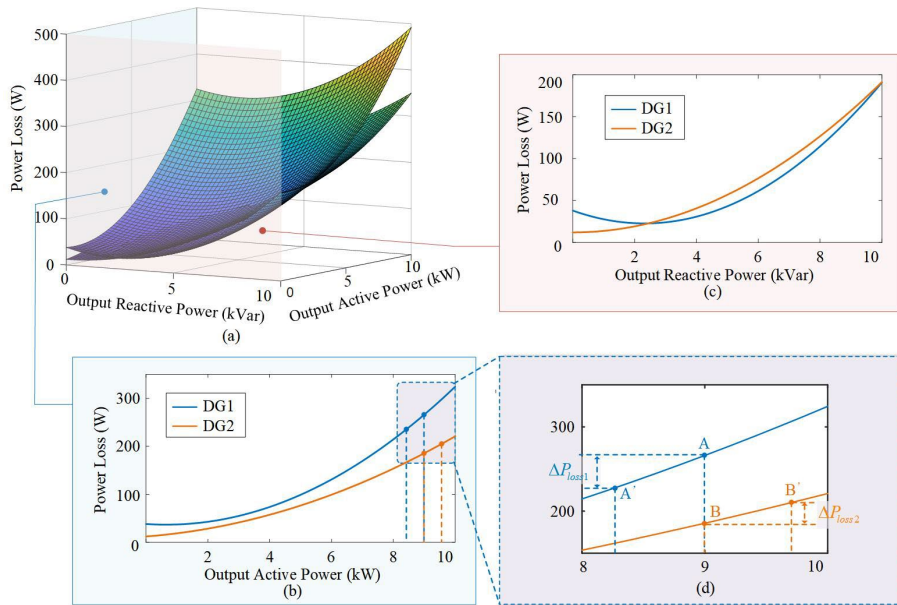 500
400
300
200
100
0
Power Loss (W)
0
5
10
Output Reactive Power (kVar)
0
5
10
Output Active Power (kW)
(a)
200
150
100
50
0
Power Loss (W)
DG1
DG2
2
4
6
8
10
Output Reactive Power (kVar)
(c)
300
200
100
Power Loss (W)
DG1
DG2
2
4
6
8
10
Output Active Power (kW)
(b)
300
200
ΔPloss1
A
A'
B
B'
ΔPloss2
8
9
10
(d)